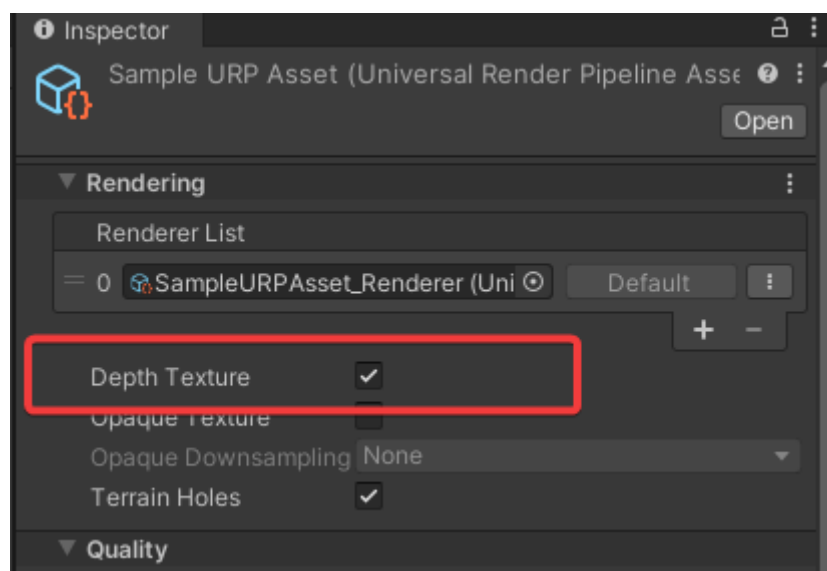 Inspector
Sample URP Asset (Universal Render Pipeline Asse
Open
Rendering
Renderer List
0 SampleURPAsset_Renderer (Uni Default
Depth Texture
Opaque Texture
Opaque Downsampling None
Terrain Holes
Quality